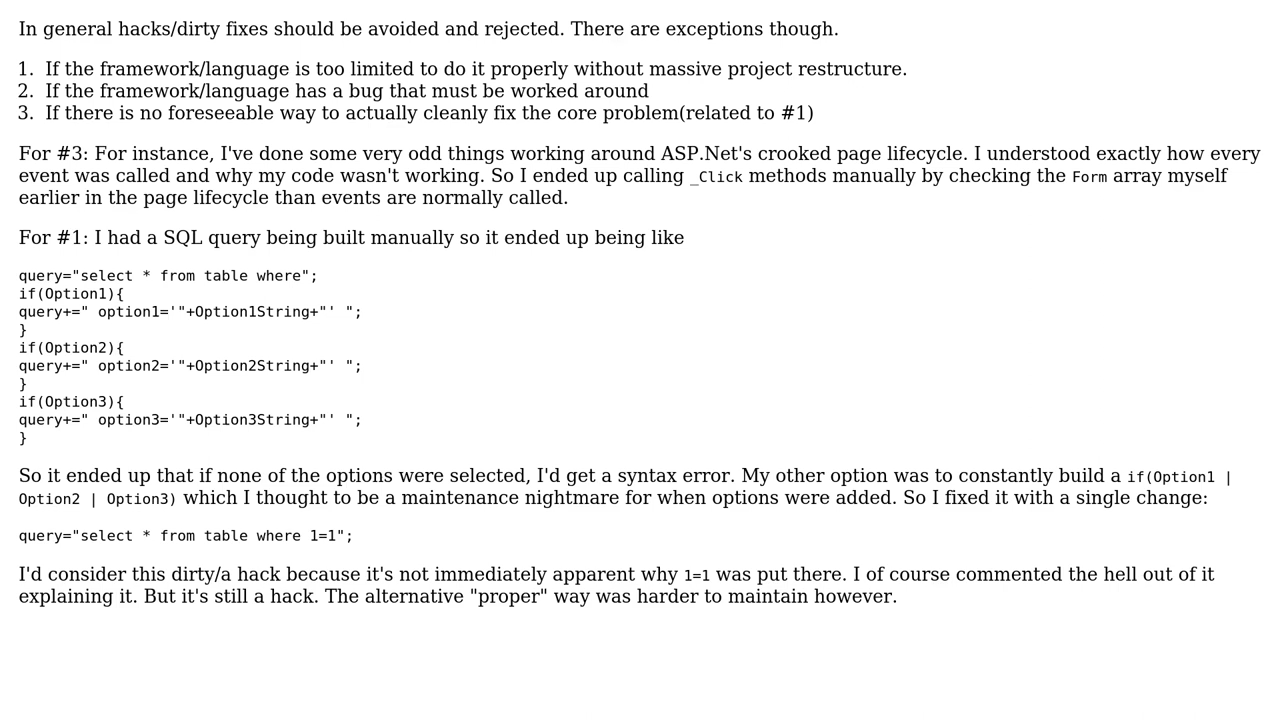 In general hacks/dirty fixes should be avoided and rejected. There are exceptions though.
1. If the framework/language is too limited to do it properly without massive project restructure.
2. If the framework/language has a bug that must be worked around
3. If there is no foreseeable way to actually cleanly fix the core problem(related to #1)
For #3: For instance, I've done some very odd things working around ASP.Net's crooked page lifecycle. I understood exactly how every
event was called and why my code wasn't working. So I ended up calling _Click methods manually by checking the Form array myself
earlier in the page lifecycle than events are normally called.
For #1: I had a SQL query being built manually so it ended up being like
query="select * from table where";
if(Option1){
query+=" option1='"+Option1String+"' ";
}
if(Option2){
query+=" option2='"+Option2String+"' ";
}
if(Option3){
query+=" option3='"+Option3String+"' ";
}
So it ended up that if none of the options were selected, I'd get a syntax error. My other option was to constantly build a if(Option1 |
Option2 | Option3) which I thought to be a maintenance nightmare for when options were added. So I fixed it with a single change:
query="select * from table where 1=1";
I'd consider this dirty/a hack because it's not immediately apparent why 1=1 was put there. I of course commented the hell out of it
explaining it. But it's still a hack. The alternative "proper" way was harder to maintain however.